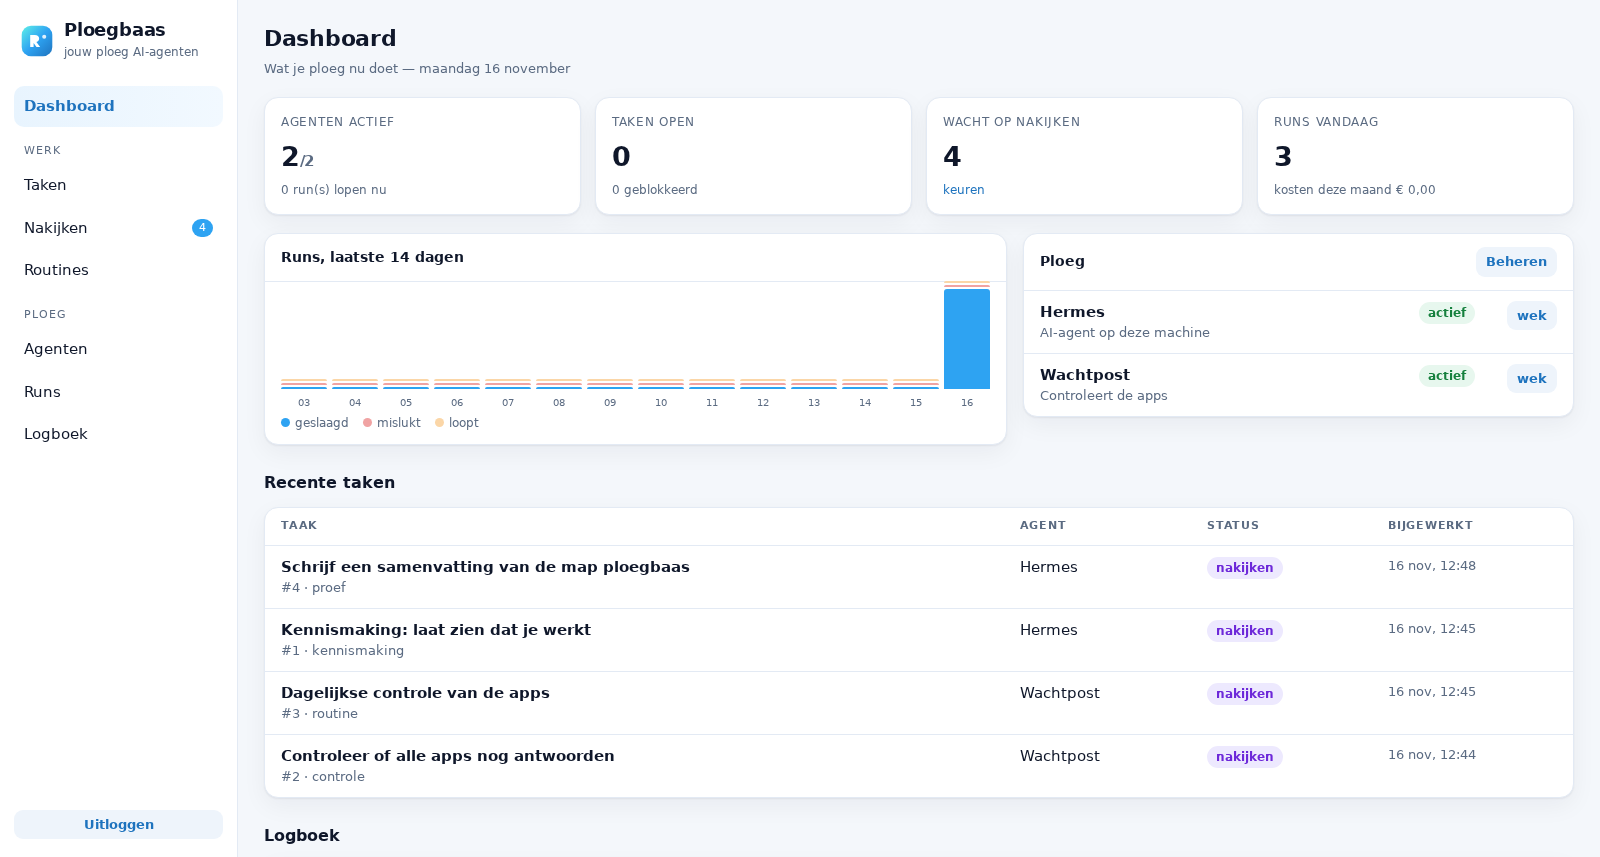 Ploegbaas
jouw ploeg AI-agenten
Dashboard
WERK
Taken
Nakijken 4
Routines
PLOEG
Agenten
Runs
Logboek
Uitloggen
Dashboard
Wat je ploeg nu doet — maandag 16 november
AGENTEN ACTIEF
2/2
0 run(s) lopen nu
TAKEN OPEN
0
0 geblokkeerd
WACHT OP NAKIJKEN
4
keuren
RUNS VANDAAG
3
kosten deze maand € 0,00
Runs, laatste 14 dagen
03 04 05 06 07 08 09 10 11 12 13 14 15 16
geslaagd mislukt loopt
Ploeg Beheren
Hermes actief wek
AI-agent op deze machine
Wachtpost actief wek
Controleert de apps
Recente taken
TAAK AGENT STATUS BIJGEWERKT
Schrijf een samenvatting van de map ploegbaas Hermes nakijken 16 nov, 12:48
#4 · proef
Kennismaking: laat zien dat je werkt Hermes nakijken 16 nov, 12:45
#1 · kennismaking
Dagelijkse controle van de apps Wachtpost nakijken 16 nov, 12:45
#3 · routine
Controleer of alle apps nog antwoorden Wachtpost nakijken 16 nov, 12:44
#2 · controle
Logboek